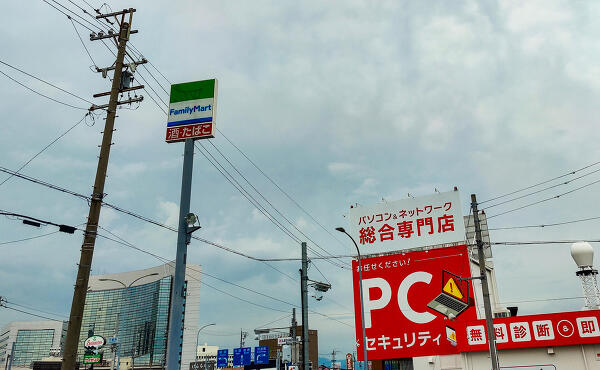 FamilyMart
酒・たばこ
パソコン&ネットワーク
総合専門店
お任せください!
PC
セキュリティ
無料診断
即